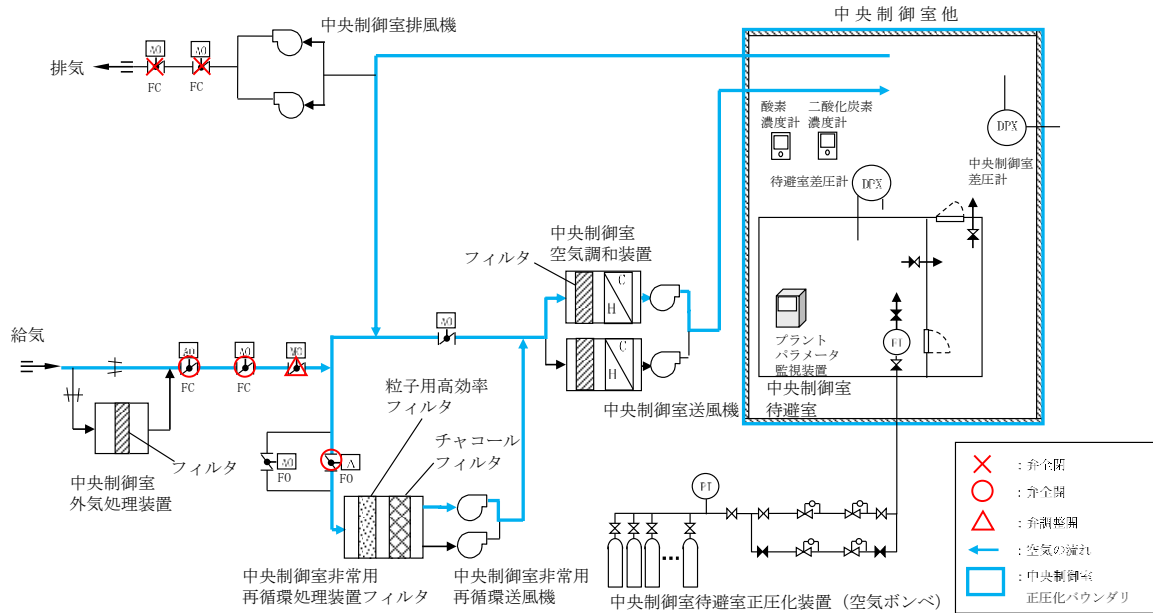 中央制御室他
中央制御室排風機
AO
AO
排気
FC
FC
酸素
濃度計
二酸化炭素
濃度計
DPX
中央制御室
差圧計
待避室差圧計
DPX
中央制御室
空気調和装置
フィルタ
C
H
AO
給気
AO
AO
MO
FC
FC
C
H
FI
プラント
パラメータ
監視装置
中央制御室
待避室
粒子用高効率
フィルタ
中央制御室送風機
チャコール
フィルタ
フィルタ
AO
FO
A
FO
中央制御室
外気処理装置
PI
中央制御室非常用
再循環処理装置フィルタ
中央制御室非常用
再循環送風機
中央制御室待避室正圧化装置（空気ボンベ）
：弁全閉
：弁調整開
：空気の流れ
：中央制御室
正圧化バウンダリ